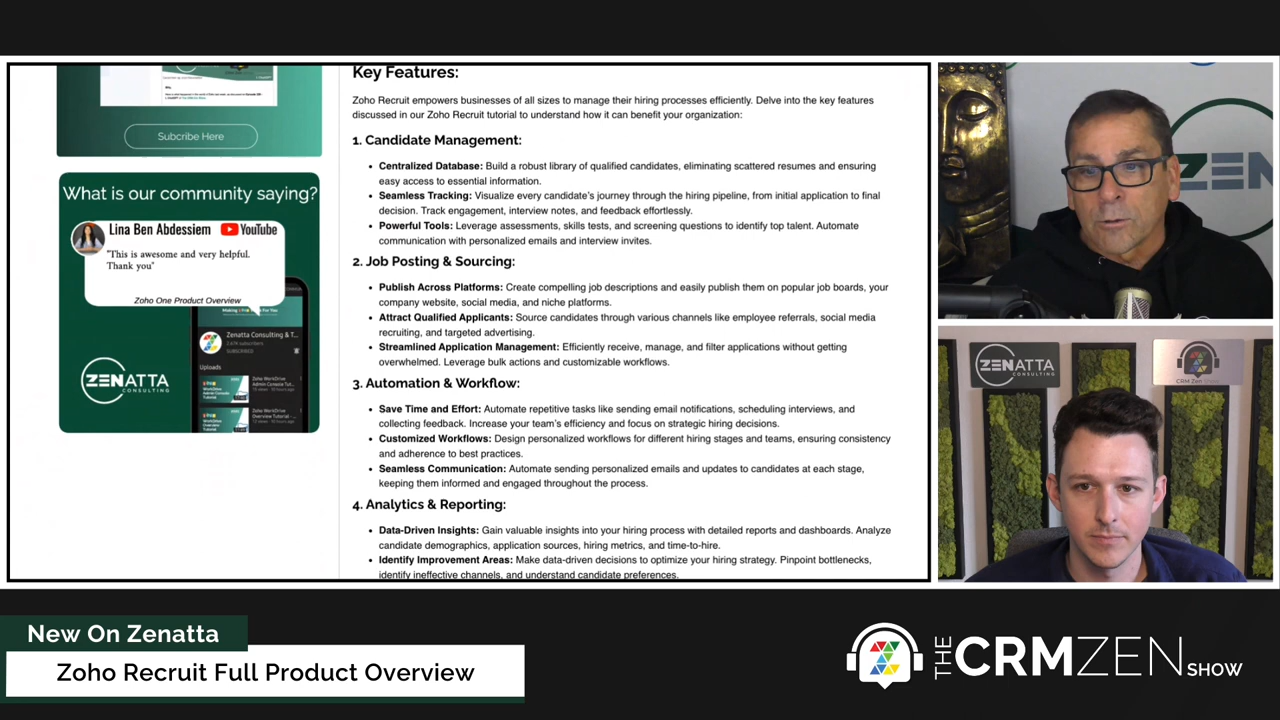 Subcribe Here
What is our community saying?
Lina Ben Abdessiem YouTube
"This is awesome and very helpful.
Thank you"
Zoho One Product Overview
Zenatta Consulting & T...
SUBSCRIBED
Uploads
Zoho WorkDrive
Admin Console Tut...
Zoho WorkDrive
Overview Tutorial -...
ZENATTA
CONSULTING
Key Features:
Zoho Recruit empowers businesses of all sizes to manage their hiring processes efficiently. Delve into the key features
discussed in our Zoho Recruit tutorial to understand how it can benefit your organization:
1. Candidate Management:
• Centralized Database: Build a robust library of qualified candidates, eliminating scattered resumes and ensuring
easy access to essential information.
• Seamless Tracking: Visualize every candidate's journey through the hiring pipeline, from initial application to final
decision. Track engagement, interview notes, and feedback effortlessly.
• Powerful Tools: Leverage assessments, skills tests, and screening questions to identify top talent. Automate
communication with personalized emails and interview invites.
2. Job Posting & Sourcing:
• Publish Across Platforms: Create compelling job descriptions and easily publish them on popular job boards, your
company website, social media, and niche platforms.
• Attract Qualified Applicants: Source candidates through various channels like employee referrals, social media
recruiting, and targeted advertising.
• Streamlined Application Management: Efficiently receive, manage, and filter applications without getting
overwhelmed. Leverage bulk actions and customizable workflows.
3. Automation & Workflow:
• Save Time and Effort: Automate repetitive tasks like sending email notifications, scheduling interviews, and
collecting feedback. Increase your team's efficiency and focus on strategic hiring decisions.
• Customized Workflows: Design personalized workflows for different hiring stages and teams, ensuring consistency
and adherence to best practices.
• Seamless Communication: Automate sending personalized emails and updates to candidates at each stage,
keeping them informed and engaged throughout the process.
4. Analytics & Reporting:
• Data-Driven Insights: Gain valuable insights into your hiring process with detailed reports and dashboards. Analyze
candidate demographics, application sources, hiring metrics, and time-to-hire.
• Identify Improvement Areas: Make data-driven decisions to optimize your hiring strategy. Pinpoint bottlenecks,
identify ineffective channels, and understand candidate preferences.
ZEN
ZENATTA
CONSULTING
CRM Zen Show
New On Zenatta
Zoho Recruit Full Product Overview
THE CRMZEN SHOW